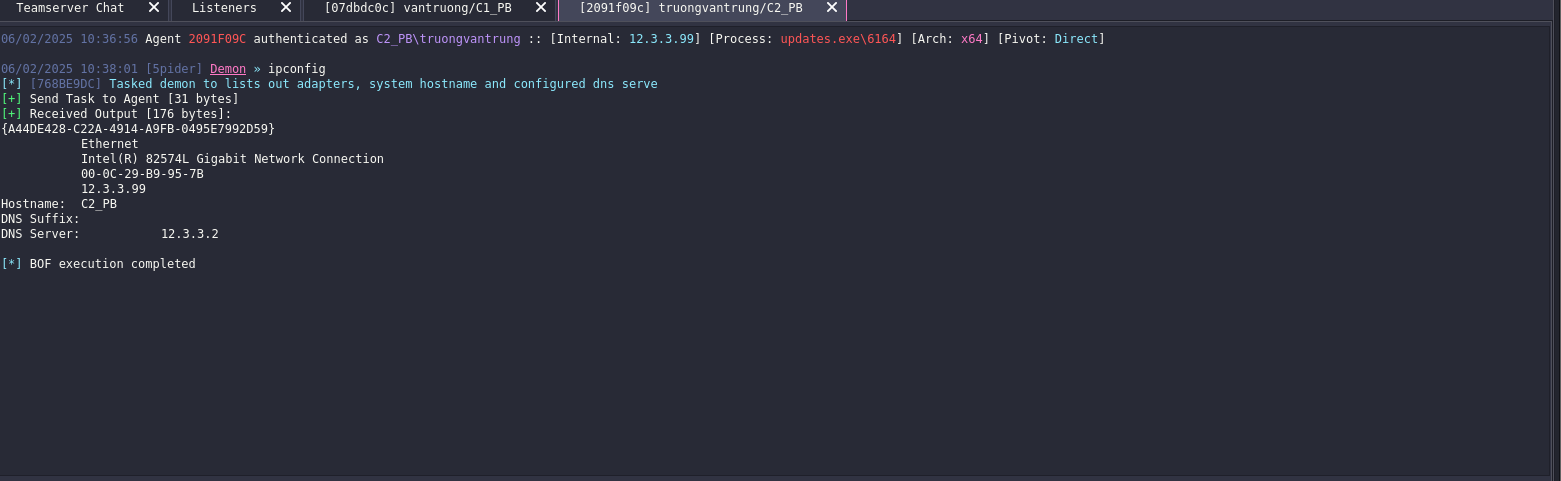 Teamserver Chat ✕ Listeners ✕ [07dbdc0c] vantruong/C1_PB ✕ [2091f09c] truongvantrung/C2_PB ✕
06/02/2025 10:36:56 Agent 2091F09C authenticated as C2_PB\truongvantrung :: [Internal: 12.3.3.99] [Process: updates.exe\6164] [Arch: x64] [Pivot: Direct]
06/02/2025 10:38:01 [5pider] Demon » ipconfig
[*] [768BE9DC] Tasked demon to lists out adapters, system hostname and configured dns serve
[+] Send Task to Agent [31 bytes]
[+] Received Output [176 bytes]:
{A44DE428-C22A-4914-A9FB-0495E7992D59}
Ethernet
Intel(R) 82574L Gigabit Network Connection
00-0C-29-B9-95-7B
12.3.3.99
Hostname: C2_PB
DNS Suffix:
DNS Server: 12.3.3.2
[*] BOF execution completed